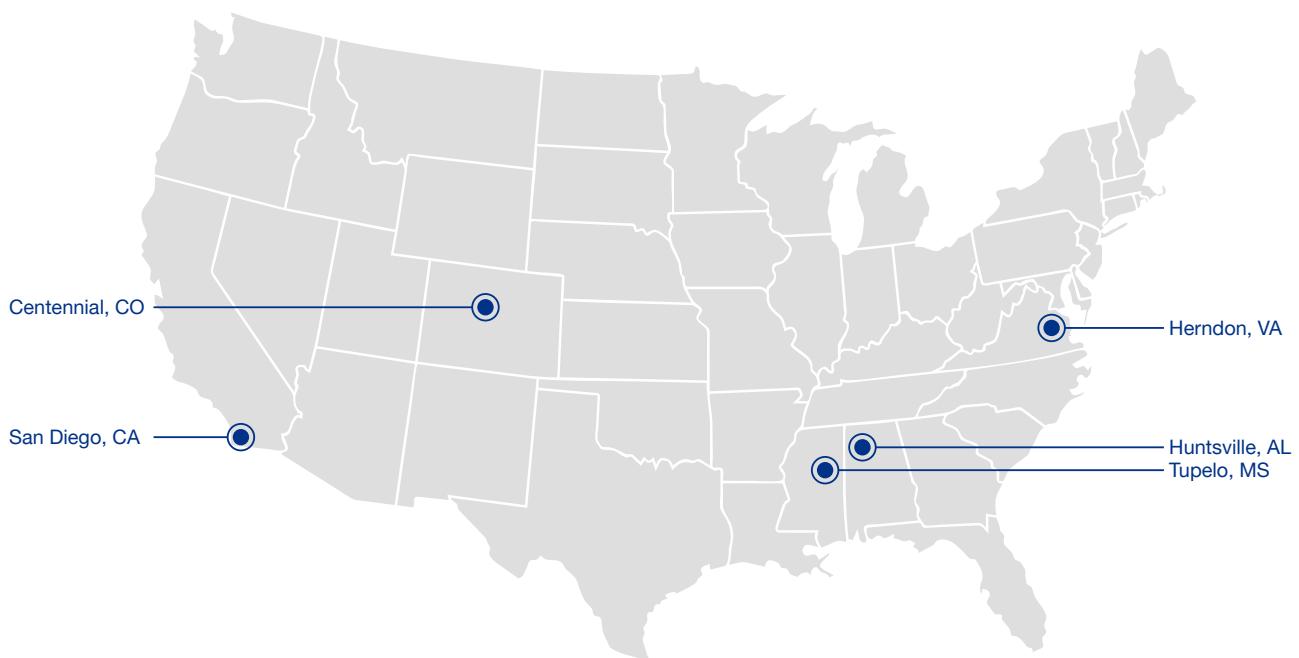 Centennial, CO
San Diego, CA
Herndon, VA
Huntsville, AL
Tupelo, MS